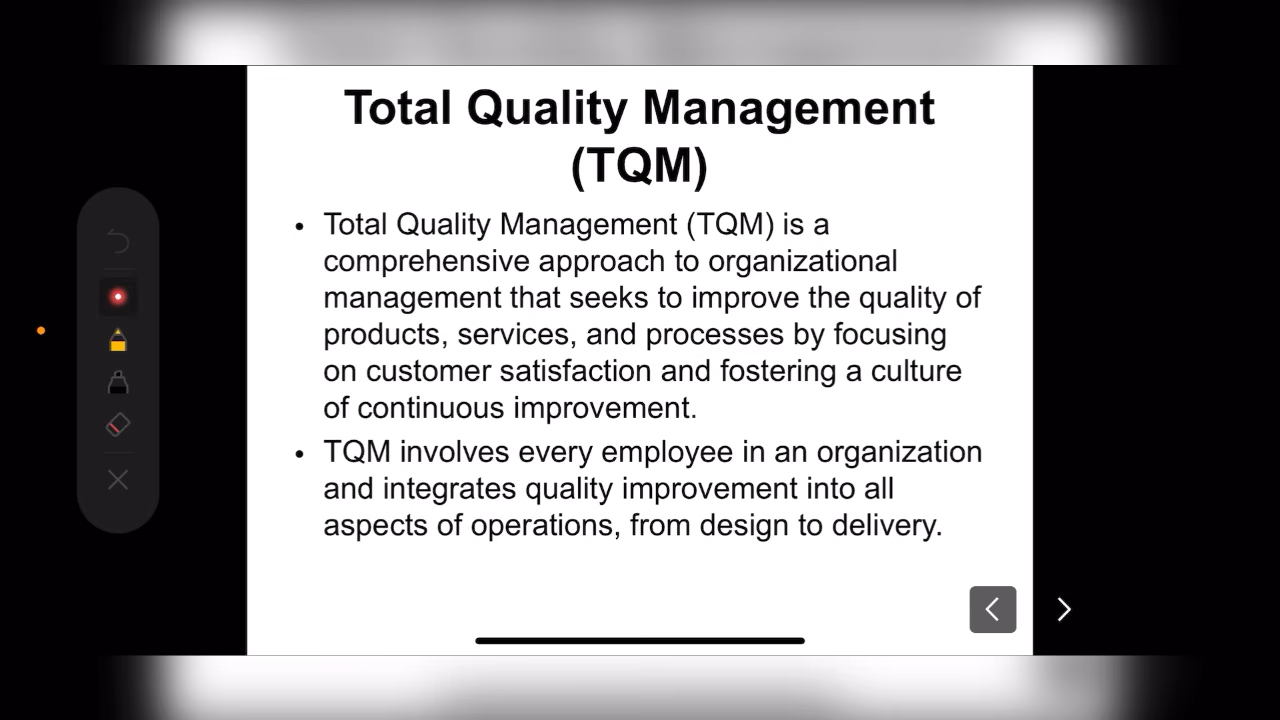 Total Quality Management
(TQM)
• Total Quality Management (TQM) is a
comprehensive approach to organizational
management that seeks to improve the quality of
products, services, and processes by focusing
on customer satisfaction and fostering a culture
of continuous improvement.
• TQM involves every employee in an organization
and integrates quality improvement into all
aspects of operations, from design to delivery.